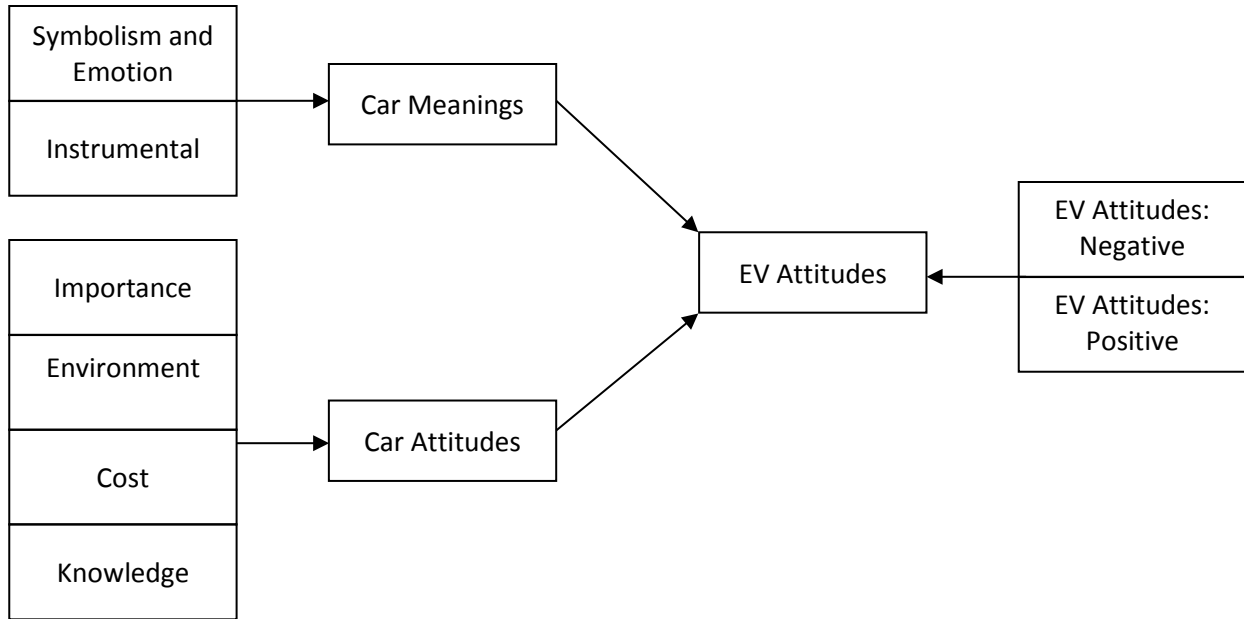 Symbolism and
Emotion
Instrumental
Car Meanings
Importance
Environment
Cost
Knowledge
Car Attitudes
EV Attitudes
EV Attitudes:
Negative
EV Attitudes:
Positive